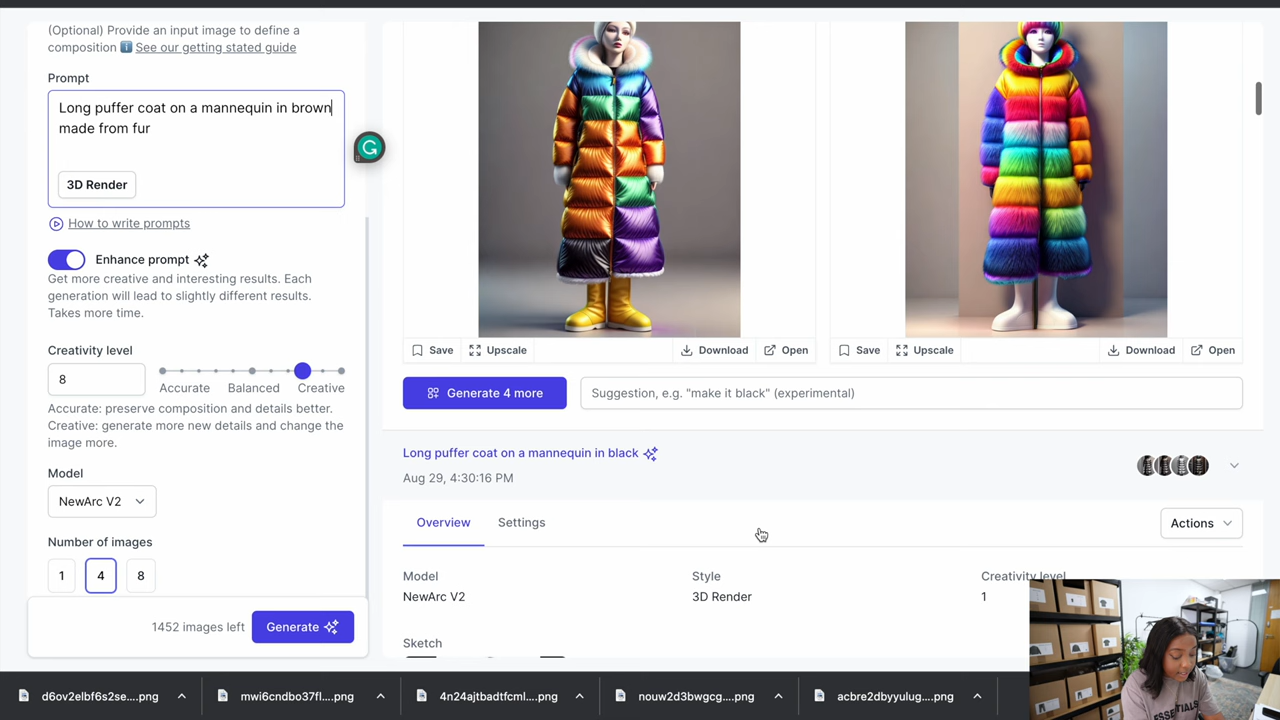 (Optional) Provide an input image to define a
composition ℹ️ See our getting stated guide
Prompt
Long puffer coat on a mannequin in brown
made from fur
3D Render
How to write prompts
Enhance prompt
Get more creative and interesting results. Each
generation will lead to slightly different results.
Takes more time.
Creativity level
8
Accurate Balanced Creative
Accurate: preserve composition and details better.
Creative: generate more new details and change the
image more.
Model
NewArc V2
Number of images
1 4 8
1452 images left Generate
Save Upscale Download Open
Save Upscale Download Open
Generate 4 more
Suggestion, e.g. "make it black" (experimental)
Long puffer coat on a mannequin in black
Aug 29, 4:30:16 PM
Overview Settings
Actions
Model Style Creativity level
NewArc V2 3D Render 1
Sketch
d6ov2elbf6s2se....png
mwi6cndbo37fl....png
4n24ajtbadtfcml....png
nouw2d3bwgcg....png
acbre2dbyyulug....png
ESSENTIALS